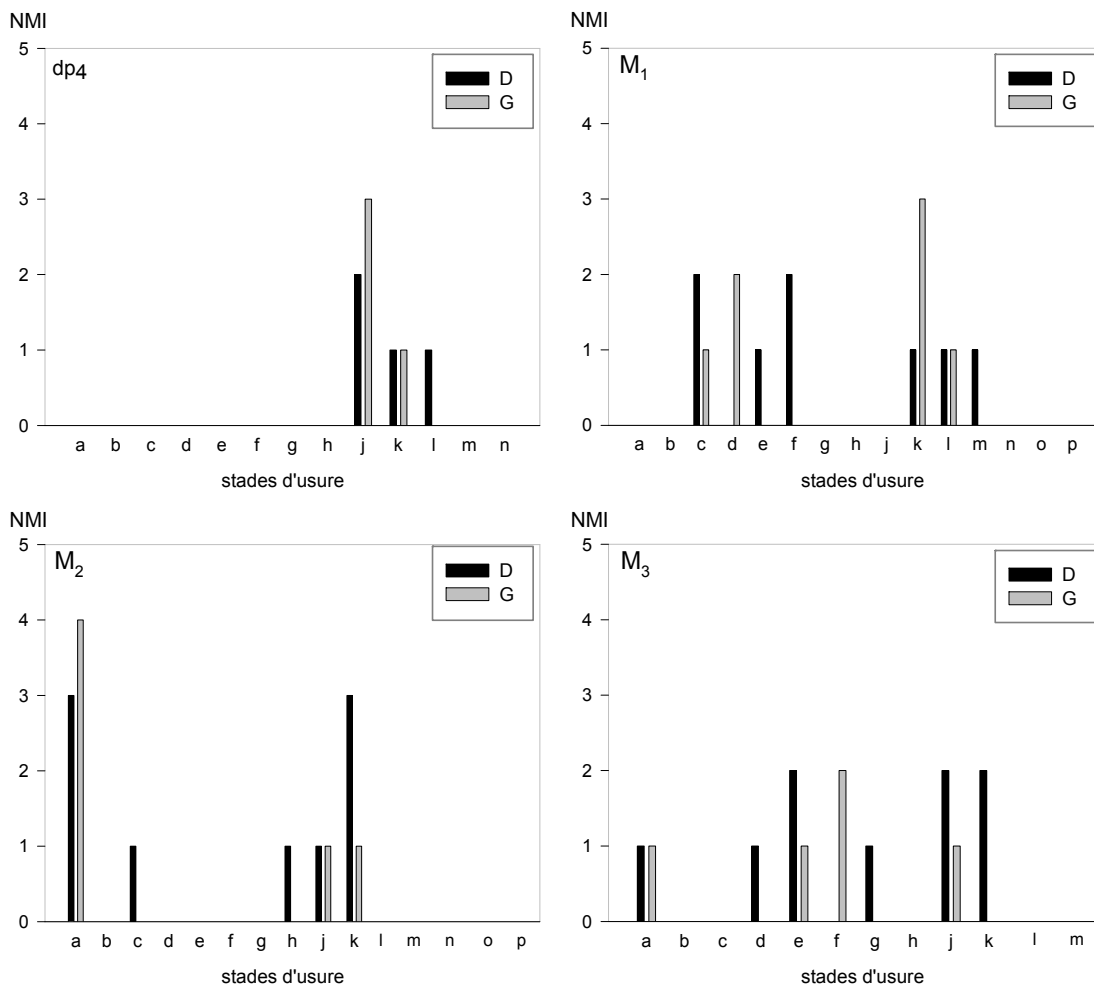 NMI
5
4
3
2
1
0
dp4
D
G
a b c d e f g h j k l m n
stades d'usure
NMI
5
4
3
2
1
0
M1
D
G
a b c d e f g h j k l m n o p
stades d'usure
NMI
5
4
3
2
1
0
M2
D
G
a b c d e f g h j k l m n o p
stades d'usure
NMI
5
4
3
2
1
0
M3
D
G
a b c d e f g h j k l m
stades d'usure